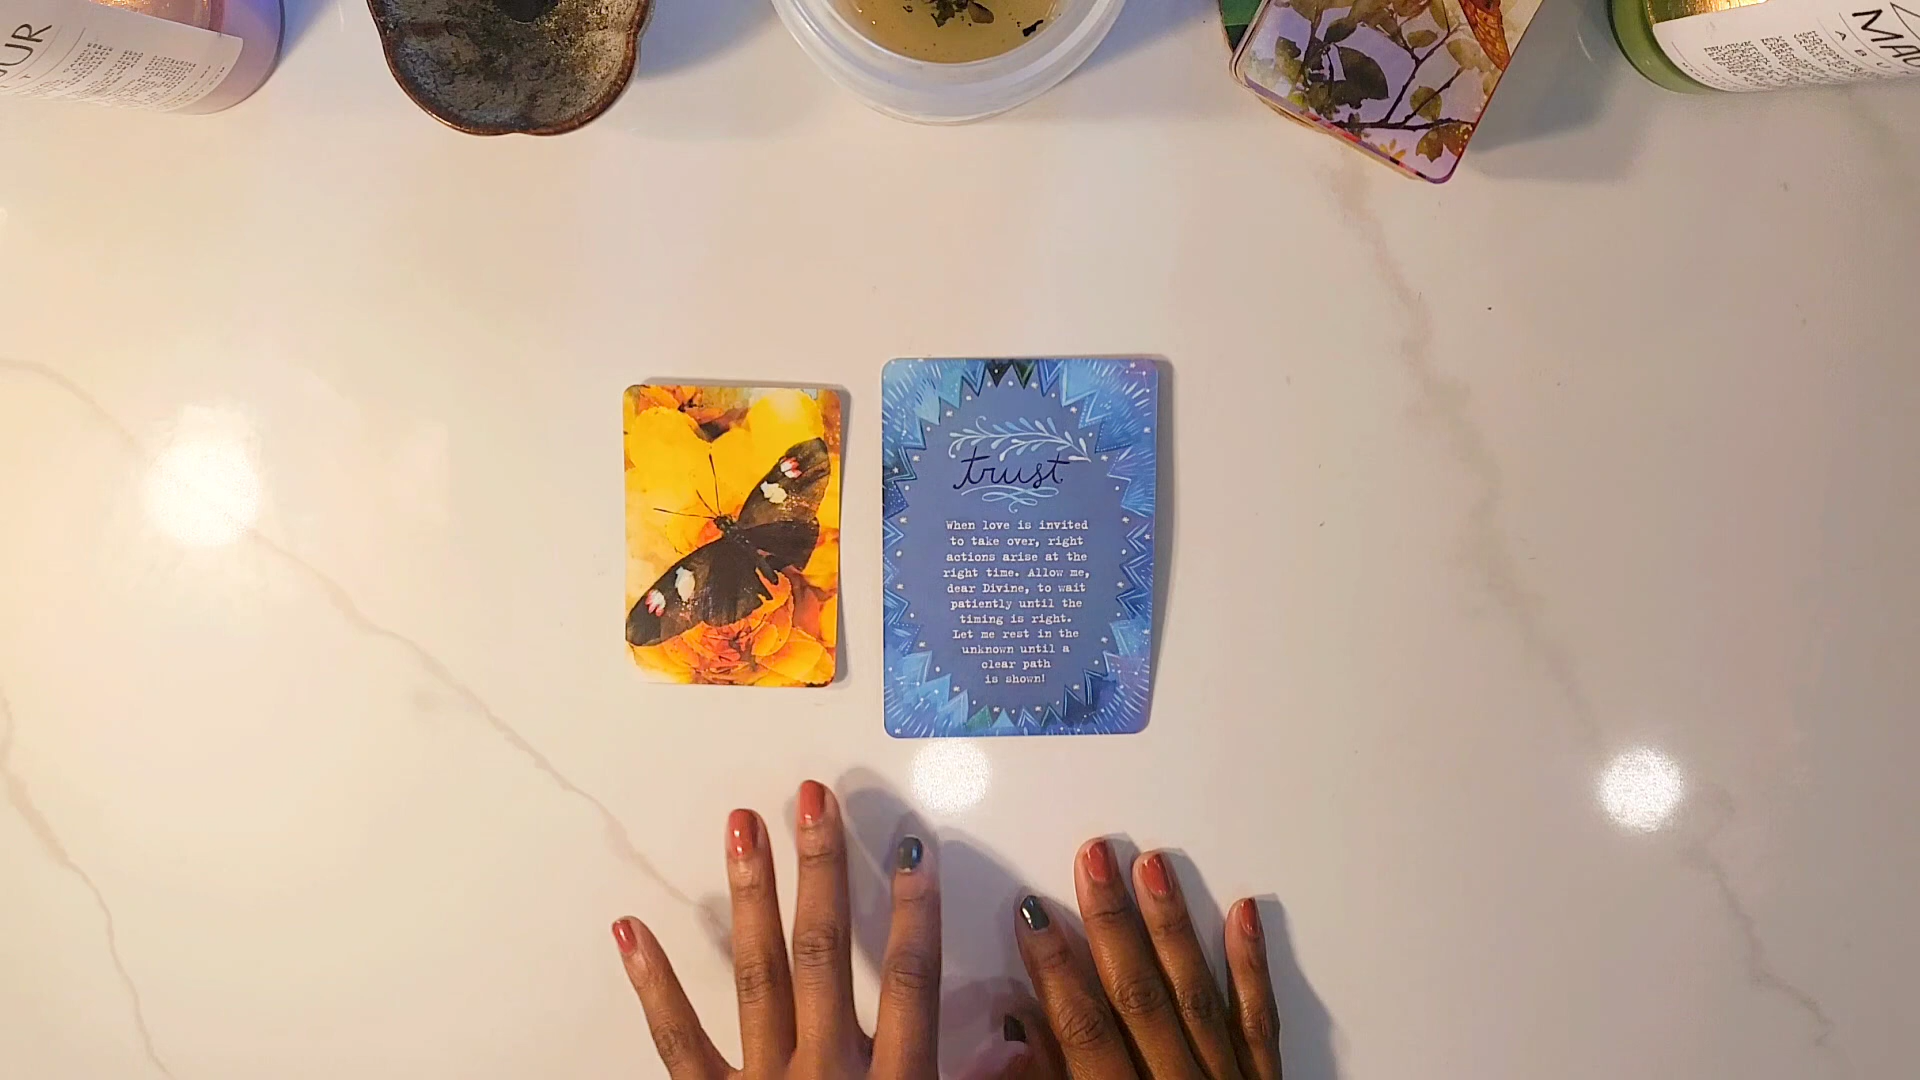 trust
When love is invited
to take over, right
actions arise at the
right time. Allow me,
dear Divine, to wait
patiently until the
timing is right.
Let me rest in the
unknown until a
clear path
is shown!